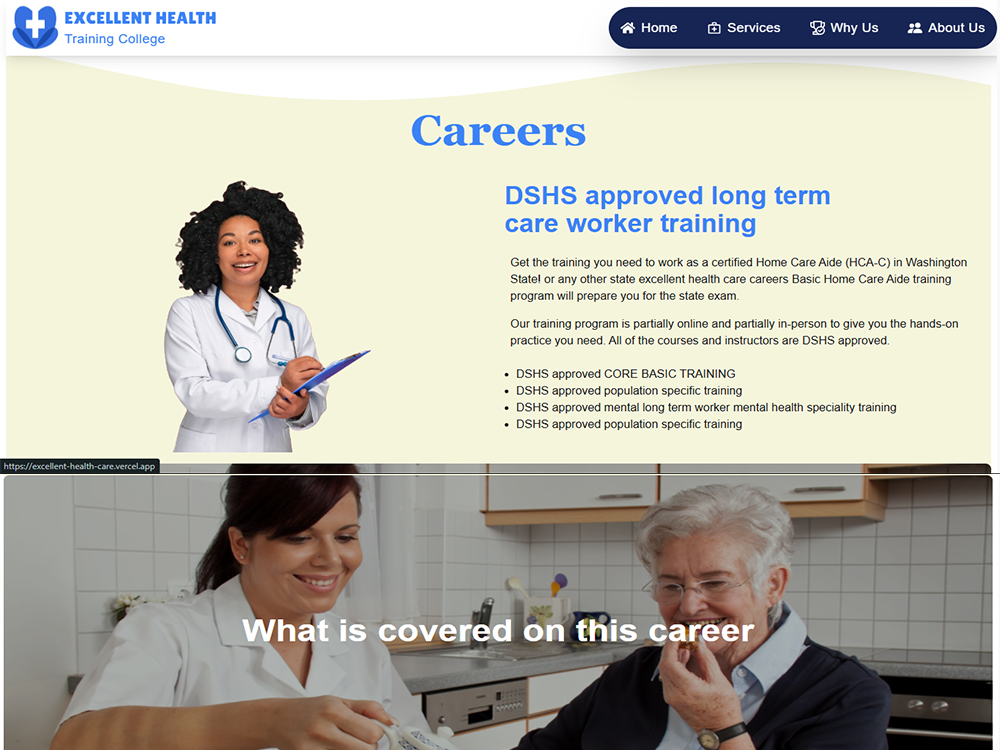 EXCELLENT HEALTH
Training College
Home
Services
Why Us
About Us
Careers
DSHS approved long term
care worker training
Get the training you need to work as a certified Home Care Aide (HCA-C) in Washington
State! or any other state excellent health care careers Basic Home Care Aide training
program will prepare you for the state exam.
Our training program is partially online and partially in-person to give you the hands-on
practice you need. All of the courses and instructors are DSHS approved.
• DSHS approved CORE BASIC TRAINING
• DSHS approved population specific training
• DSHS approved mental long term worker mental health speciality training
• DSHS approved population specific training
https://excellent-health-care.vercel.app
What is covered on this career